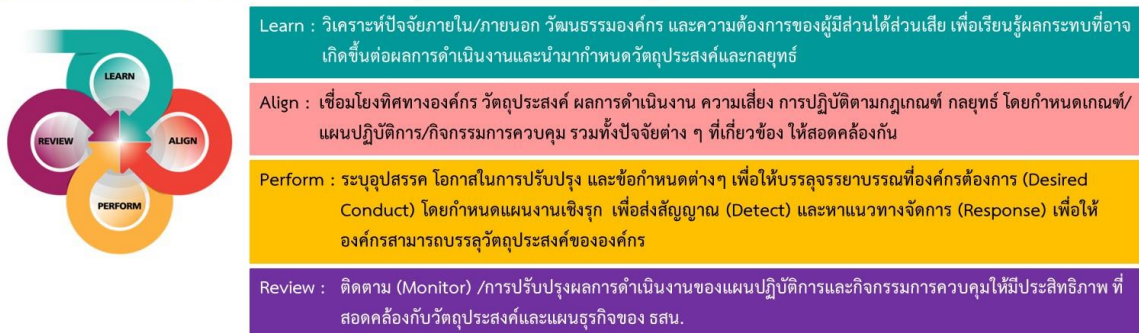 LEARN
REVIEW
ALIGN
PERFORM
Learn : วิเคราะห์ปัจจัยภายใน/ภายนอก วัฒนธรรมองค์กร และความต้องการของผู้มีส่วนได้ส่วนเสีย เพื่อเรียนรู้ผลกระทบที่อาจ
เกิดขึ้นต่อผลการดำเนินงานและนำมากำหนดวัตถุประสงค์และกลยุทธ์
Align : เชื่อมโยงทิศทางองค์กร วัตถุประสงค์ ผลการดำเนินงาน ความเสี่ยง การปฏิบัติตามกฎเกณฑ์ กลยุทธ์ โดยกำหนดเกณฑ์/
แผนปฏิบัติการ/กิจกรรมการควบคุม รวมทั้งปัจจัยต่าง ๆ ที่เกี่ยวข้อง ให้สอดคล้องกัน
Perform : ระบุอุปสรรค โอกาสในการปรับปรุง และข้อกำหนดต่างๆ เพื่อให้บรรลุจรรยาบรรณที่องค์กรต้องการ (Desired
Conduct) โดยกำหนดแผนงานเชิงรุก เพื่อส่งสัญญาณ (Detect) และหาแนวทางจัดการ (Response) เพื่อให้
องค์กรสามารถบรรลุวัตถุประสงค์ขององค์กร
Review : ติดตาม (Monitor) /การปรับปรุงผลการดำเนินงานของแผนปฏิบัติการและกิจกรรมการควบคุมให้มีประสิทธิภาพ ที่
สอดคล้องกับวัตถุประสงค์และแผนธุรกิจของ ธสน.